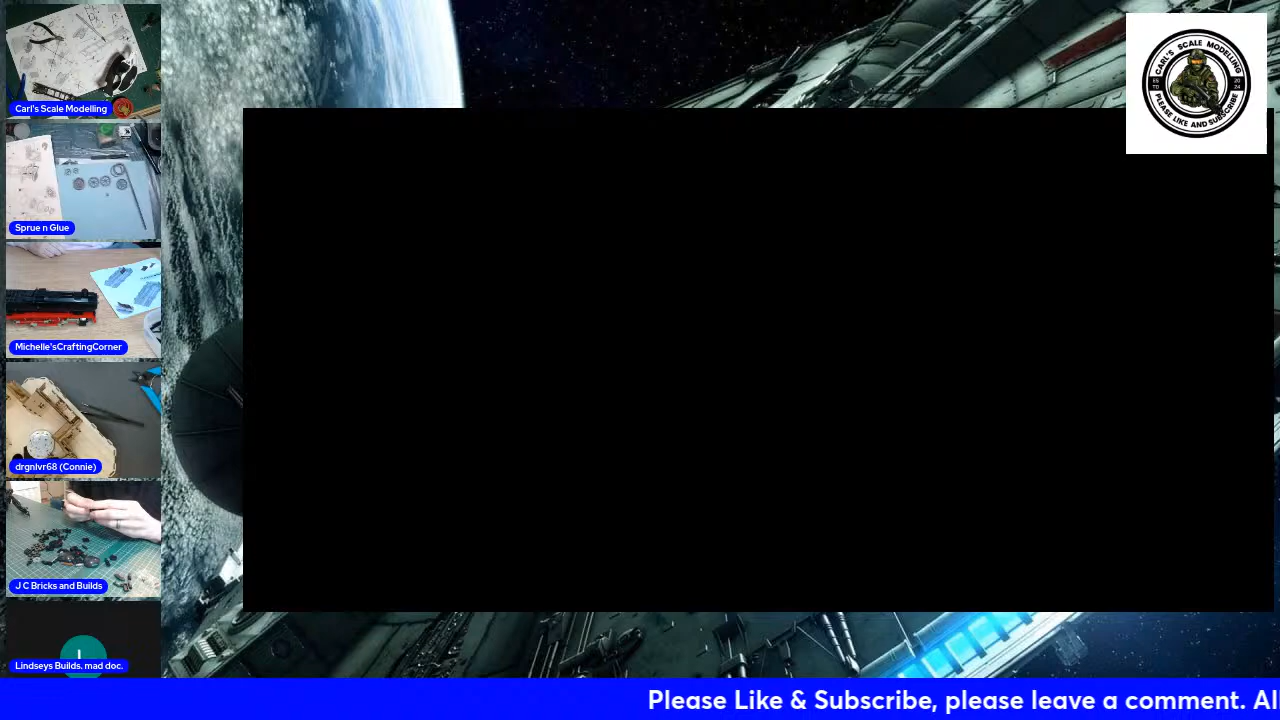 Carl's Scale Modelling
Sprue n Glue
Michelle'sCraftingCorner
drgnlvr68 (Connie)
J C Bricks and Builds
L
Lindseys Builds. mad doc.
CARL'S SCALE MODELLING
PLEASE LIKE AND SUBSCRIBE
Please Like & Subscribe, please leave a comment. Al